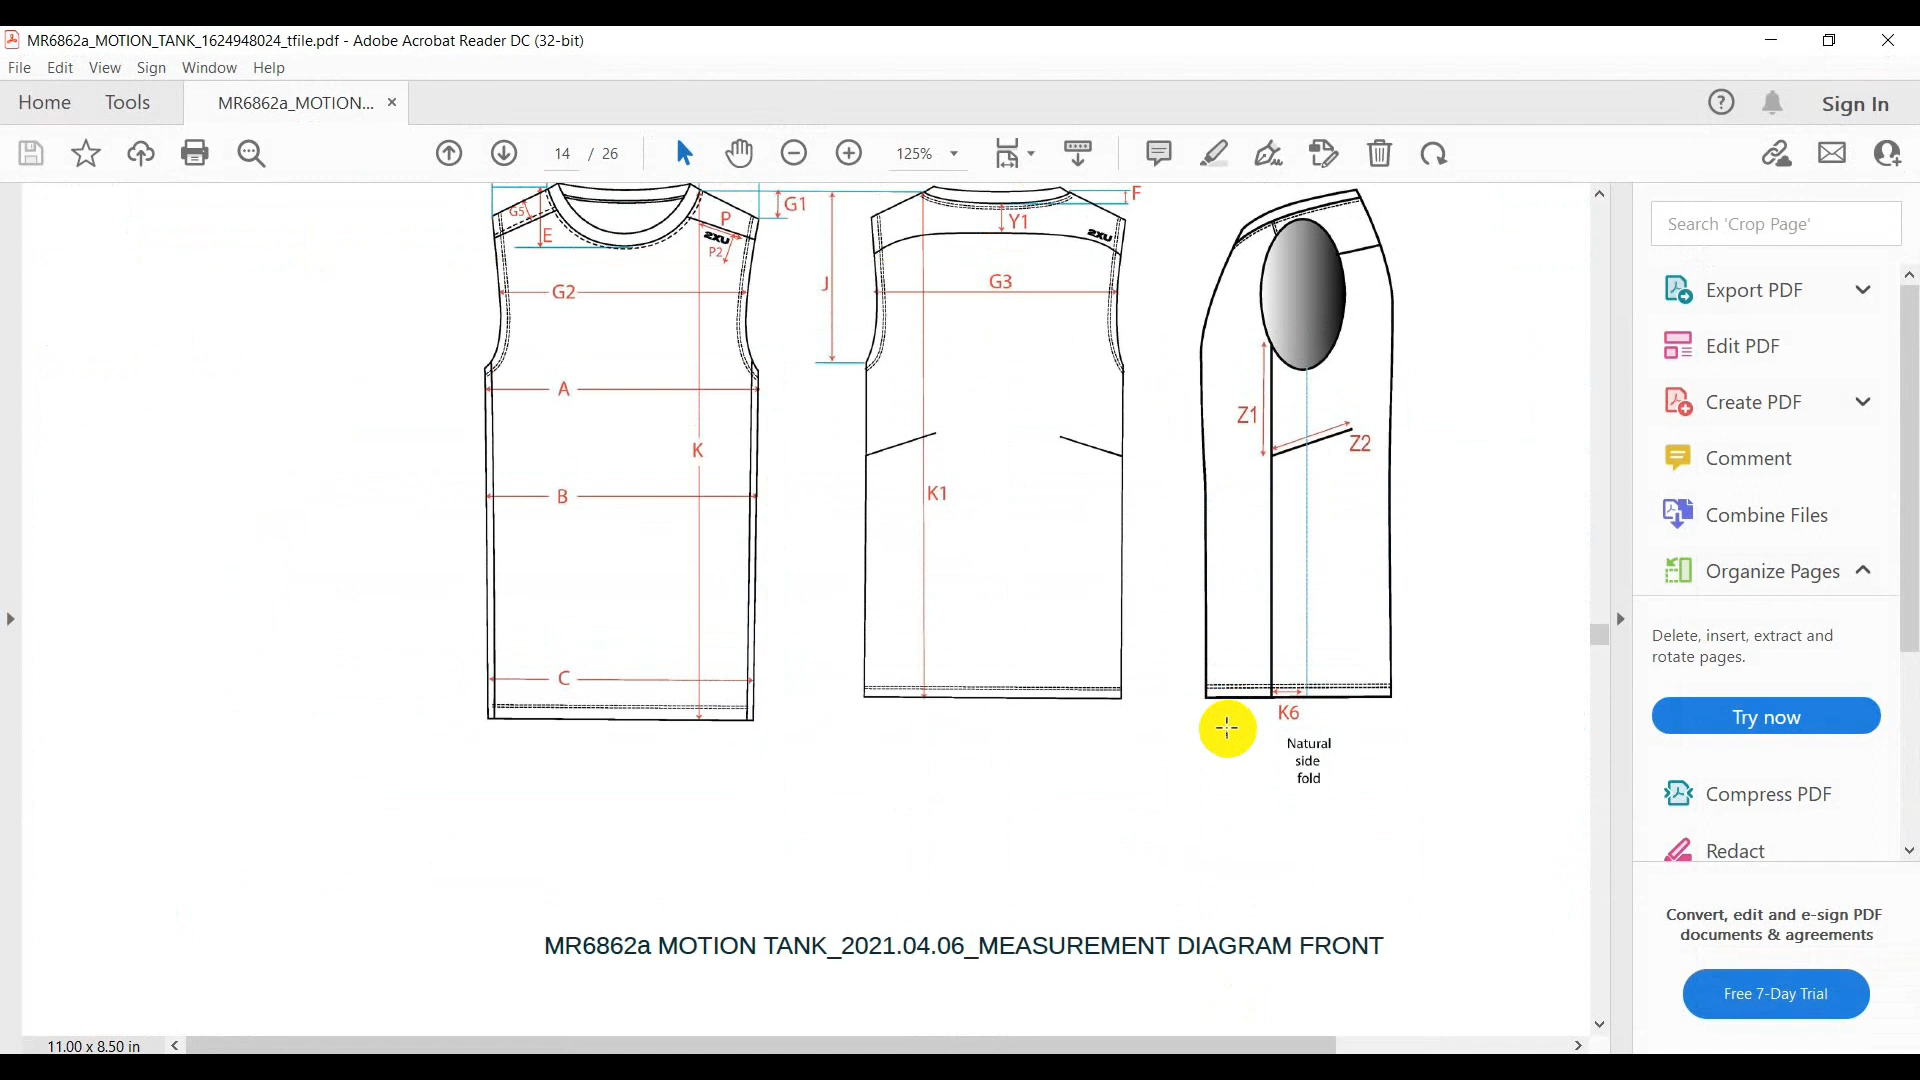 MR6862a_MOTION_TANK_1624948024_tfile.pdf - Adobe Acrobat Reader DC (32-bit)
File Edit View Sign Window Help
Home Tools MR6862a_MOTION... × Sign In
14 / 26 125%
G5 E P G1 2XU P2
G2
A
K
B
C
J
F
Y1
2XU
G3
K1
Z1
Z2
K6
Natural
side
fold
MR6862a MOTION TANK_2021.04.06_MEASUREMENT DIAGRAM FRONT
Search 'Crop Page'
Export PDF
Edit PDF
Create PDF
Comment
Combine Files
Organize Pages
Delete, insert, extract and
rotate pages.
Try now
Compress PDF
Redact
Convert, edit and e-sign PDF
documents & agreements
Free 7-Day Trial
11.00 x 8.50 in